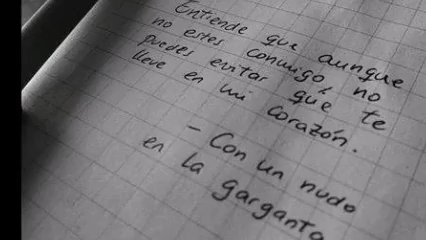 Entiende que aunque
no estes conmigo, no
puedes evitar que te
lleve en mi corazón.
- Con un nudo
en la garganta